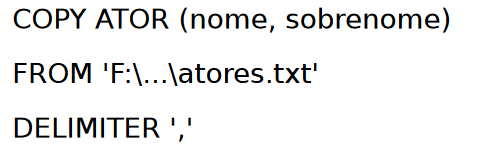 COPY ATOR (nome, sobrenome)
FROM 'F:\...\atores.txt'
DELIMITER ','